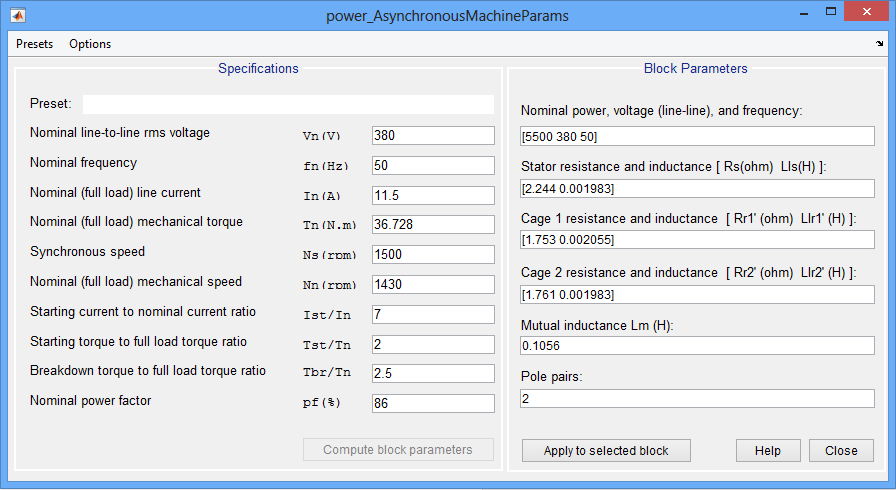 power_AsynchronousMachineParams
Presets Options
Specifications
Preset:
Nominal line-to-line rms voltage Vn(V) 380
Nominal frequency fn(Hz) 50
Nominal (full load) line current In(A) 11.5
Nominal (full load) mechanical torque Tn(N.m) 36.728
Synchronous speed Ns(rpm) 1500
Nominal (full load) mechanical speed Nn(rpm) 1430
Starting current to nominal current ratio Ist/In 7
Starting torque to full load torque ratio Tst/Tn 2
Breakdown torque to full load torque ratio Tbr/Tn 2.5
Nominal power factor pf(%) 86
Compute block parameters
Block Parameters
Nominal power, voltage (line-line), and frequency:
[5500 380 50]
Stator resistance and inductance [ Rs(ohm) Lls(H) ]:
[2.244 0.001983]
Cage 1 resistance and inductance [ Rr1' (ohm) Llr1' (H) ]:
[1.753 0.002055]
Cage 2 resistance and inductance [ Rr2' (ohm) Llr2' (H) ]:
[1.761 0.001983]
Mutual inductance Lm (H):
0.1056
Pole pairs:
2
Apply to selected block Help Close